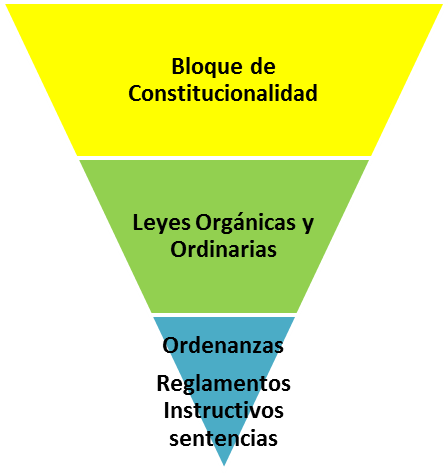 Bloque de
Constitucionalidad
Leyes Orgánicas y
Ordinarias
Ordenanzas
Reglamentos
Instructivos
sentencias